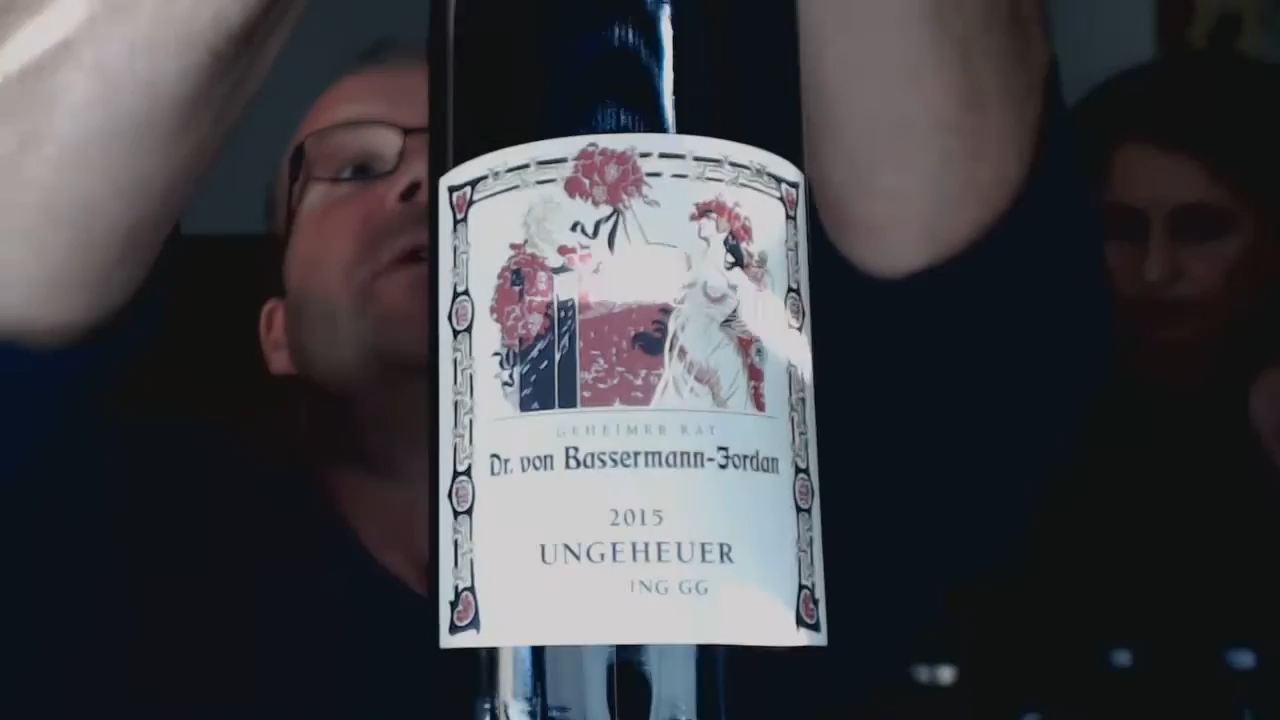 GEHEIMER RAT
Dr. von Bassermann-Jordan
2015
UNGEHEUER
ING GG